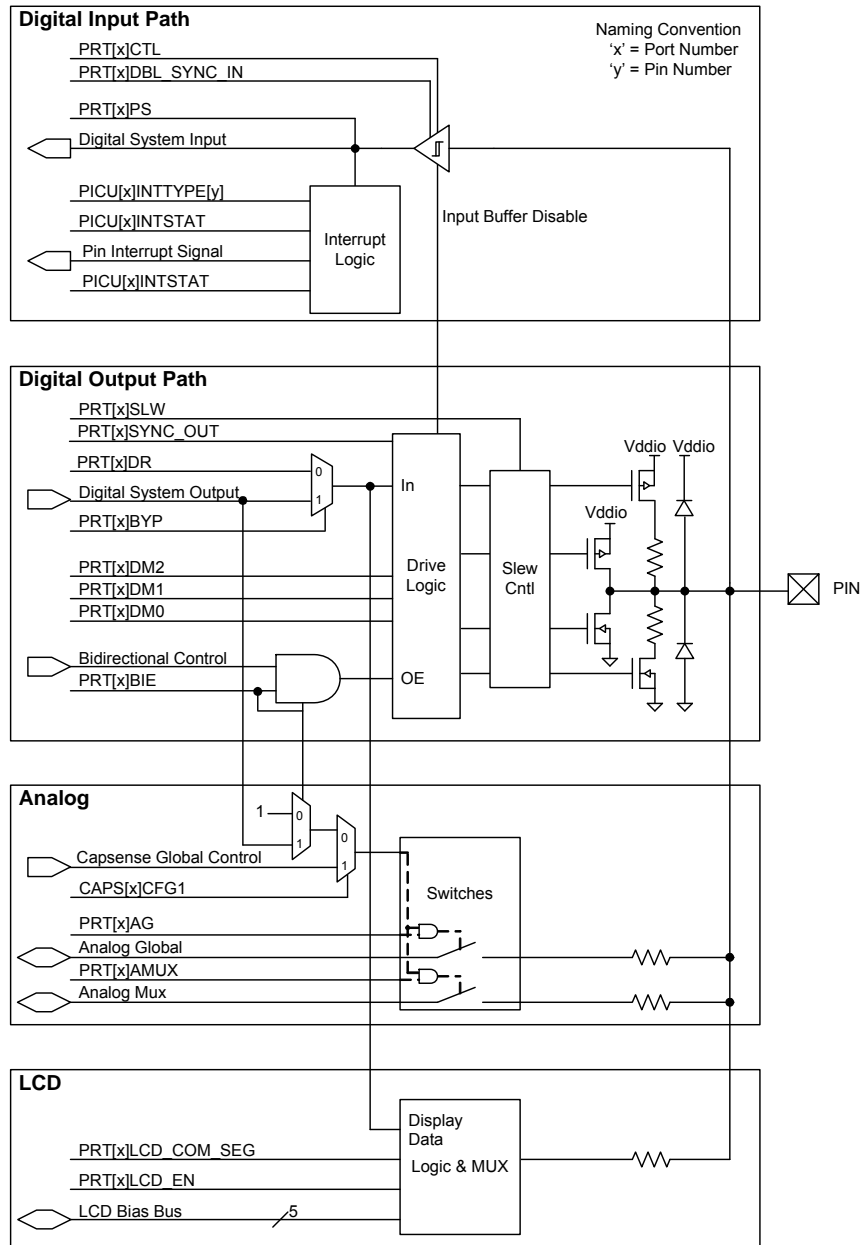 Digital Input Path
Naming Convention
‘x’ = Port Number
‘y’ = Pin Number
PRT[x]CTL
PRT[x]DBL_SYNC_IN
PRT[x]PS
Digital System Input
PICU[x]INTTYPE[y]
PICU[x]INTSTAT
Pin Interrupt Signal
PICU[x]INTSTAT
Interrupt
Logic
Input Buffer Disable
Digital Output Path
PRT[x]SLW
PRT[x]SYNC_OUT
PRT[x]DR
Digital System Output
PRT[x]BYP
0
1
PRT[x]DM2
PRT[x]DM1
PRT[x]DM0
Bidirectional Control
PRT[x]BIE
In
Drive
Logic
OE
Slew
Cntl
Vddio
Vddio
Vddio
PIN
Analog
1
0
1
0
1
Capsense Global Control
CAPS[x]CFG1
Switches
PRT[x]AG
Analog Global
PRT[x]AMUX
Analog Mux
LCD
Display
Data
Logic & MUX
PRT[x]LCD_COM_SEG
PRT[x]LCD_EN
LCD Bias Bus
5